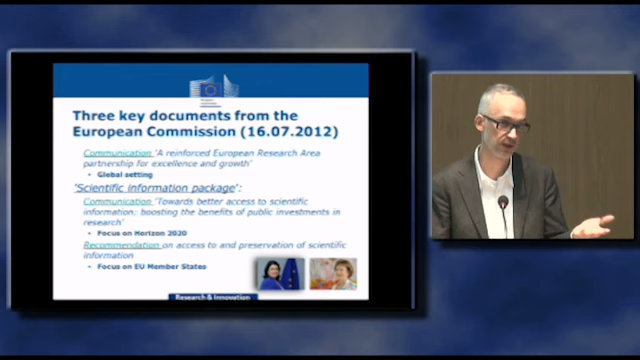 Three key documents from the
European Commission (16.07.2012)
Communication 'A reinforced European Research Area
partnership for excellence and growth'
• Global setting
'Scientific information package':
Communication 'Towards better access to scientific
information: boosting the benefits of public investments in
research'
• Focus on Horizon 2020
Recommendation on access to and preservation of scientific
information
• Focus on EU Member States
Research & Innovation